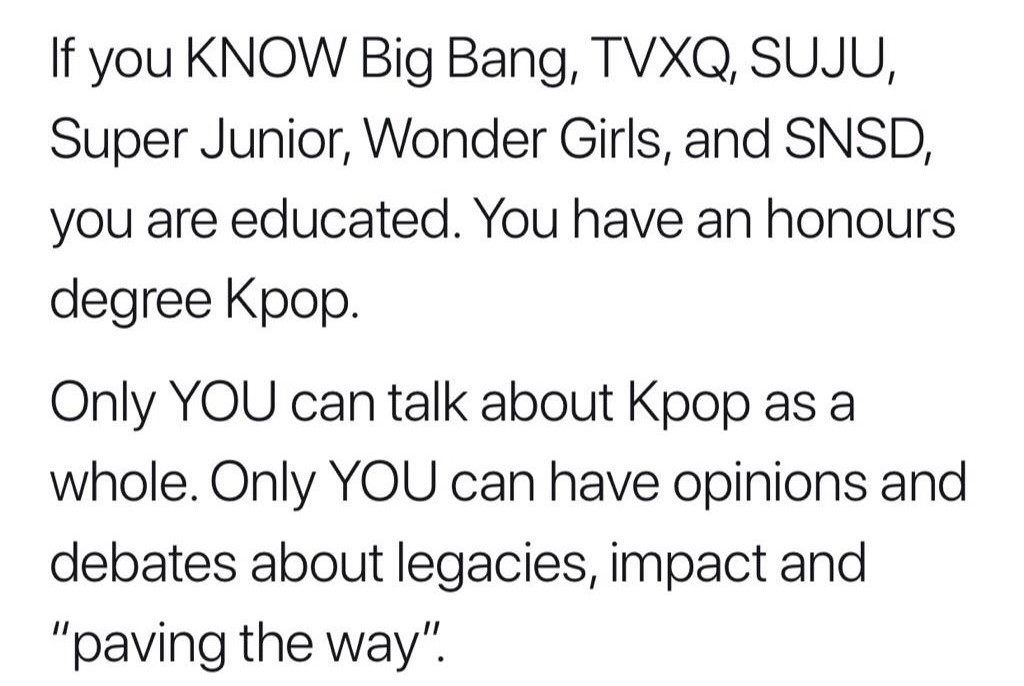 If you KNOW Big Bang, TVXQ, SUJU,
Super Junior, Wonder Girls, and SNSD,
you are educated. You have an honours
degree Kpop.
Only YOU can talk about Kpop as a
whole. Only YOU can have opinions and
debates about legacies, impact and
"paving the way".